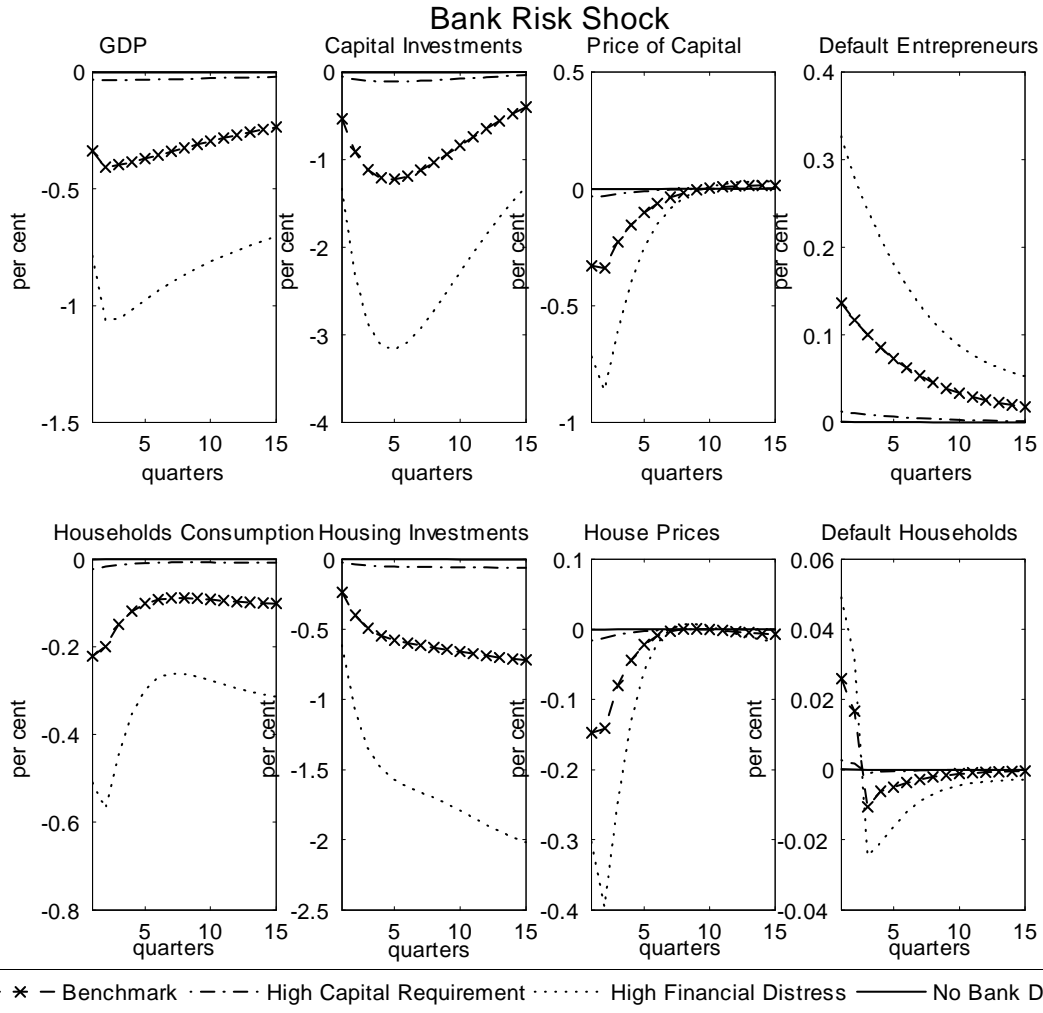 Bank Risk Shock
GDP
Capital Investments
Price of Capital
Default Entrepreneurs
0
-0.5
-1
-1.5
per cent
5 10 15
quarters
0
-1
-2
-3
-4
per cent
5 10 15
quarters
0.5
0
-0.5
-1
per cent
5 10 15
quarters
0.4
0.3
0.2
0.1
0
per cent
5 10 15
quarters
Households Consumption
Housing Investments
House Prices
Default Households
0
-0.2
-0.4
-0.6
-0.8
per cent
5 10 15
quarters
0
-0.5
-1
-1.5
-2
-2.5
per cent
5 10 15
quarters
0.1
0
-0.1
-0.2
-0.3
-0.4
per cent
5 10 15
quarters
0.06
0.04
0.02
0
-0.02
-0.04
per cent
5 10 15
quarters
Benchmark High Capital Requirement High Financial Distress No Bank D